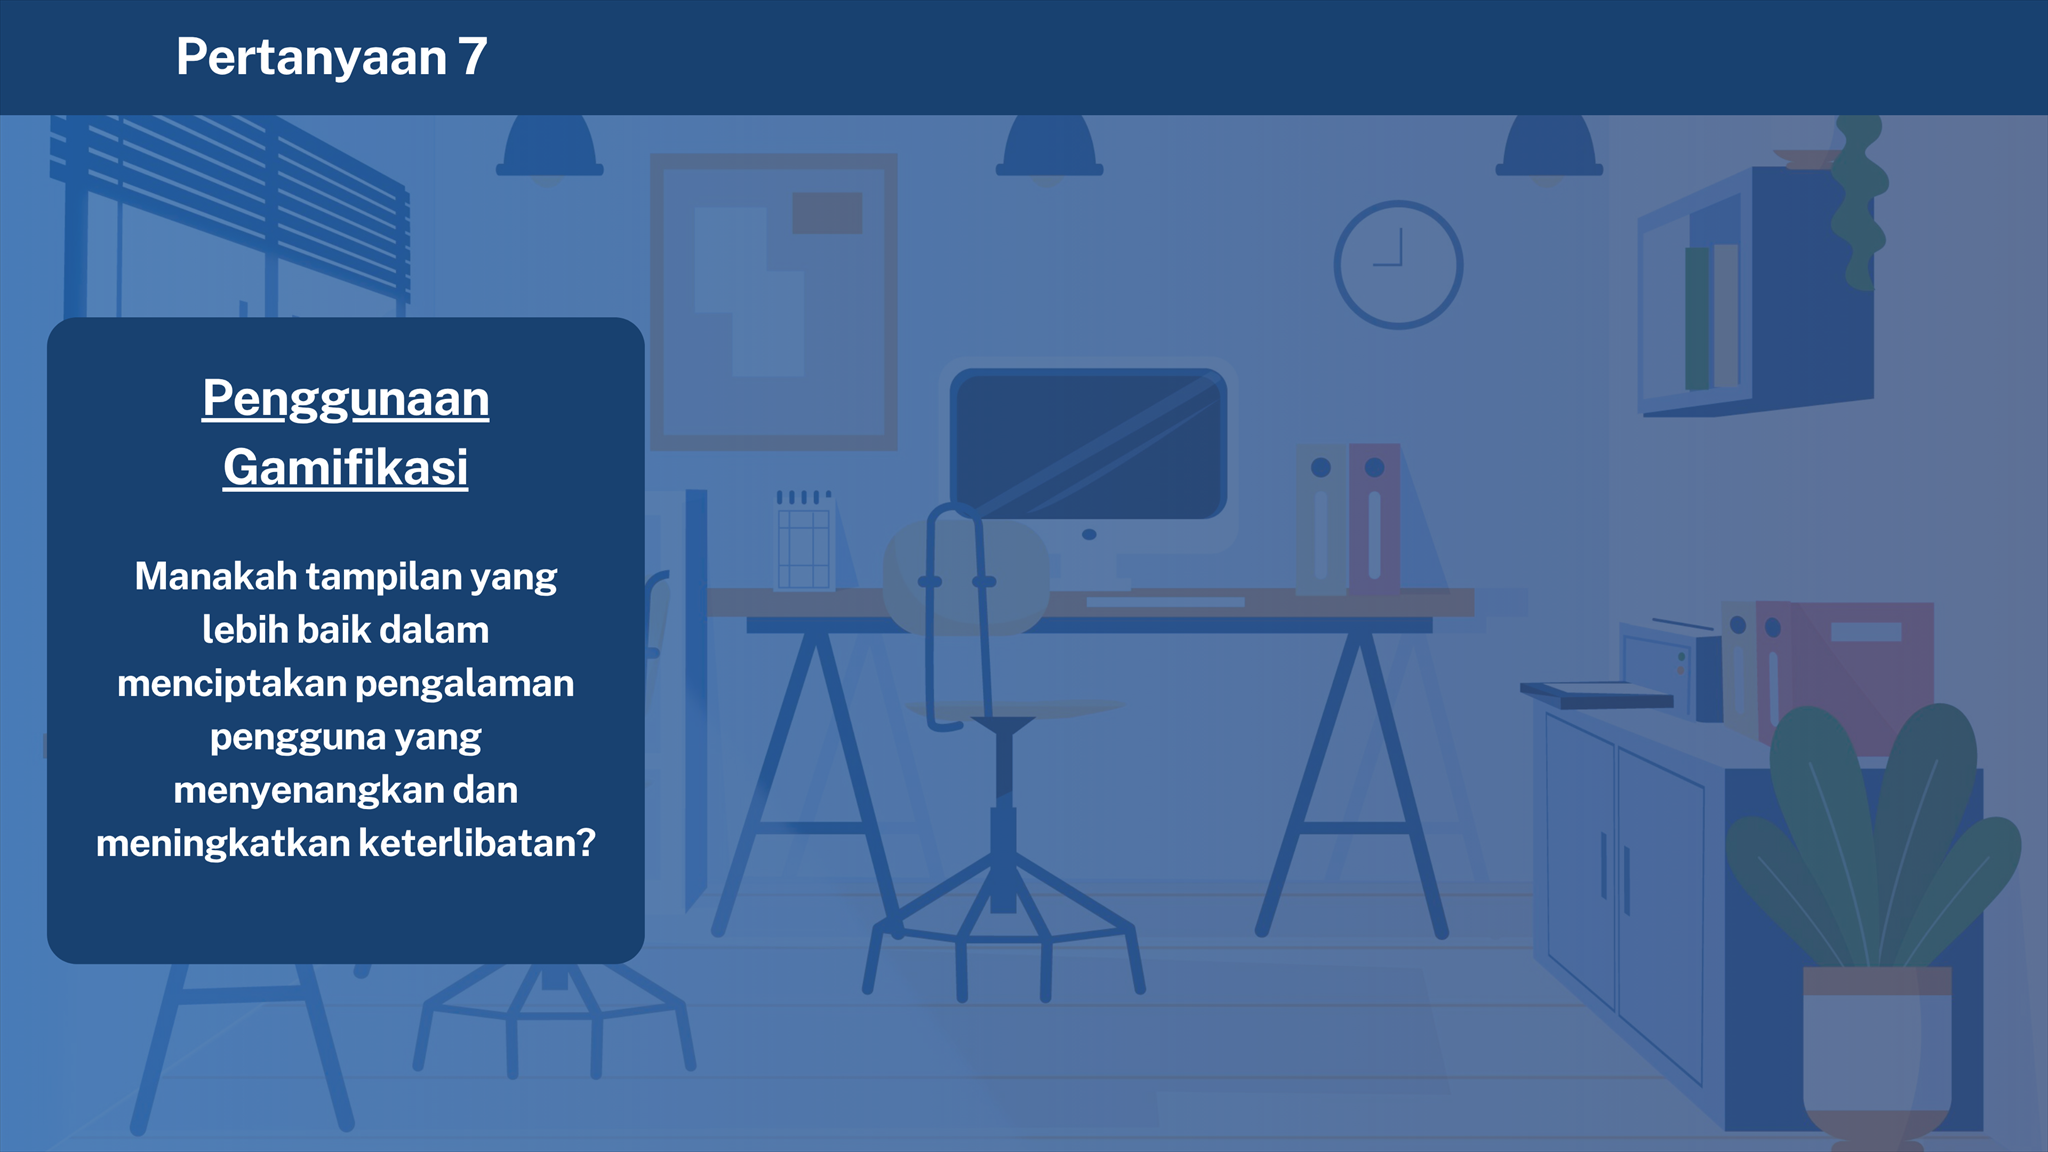 Pertanyaan 7
Penggunaan
Gamifikasi
Manakah tampilan yang
lebih baik dalam
menciptakan pengalaman
pengguna yang
menyenangkan dan
meningkatkan keterlibatan?